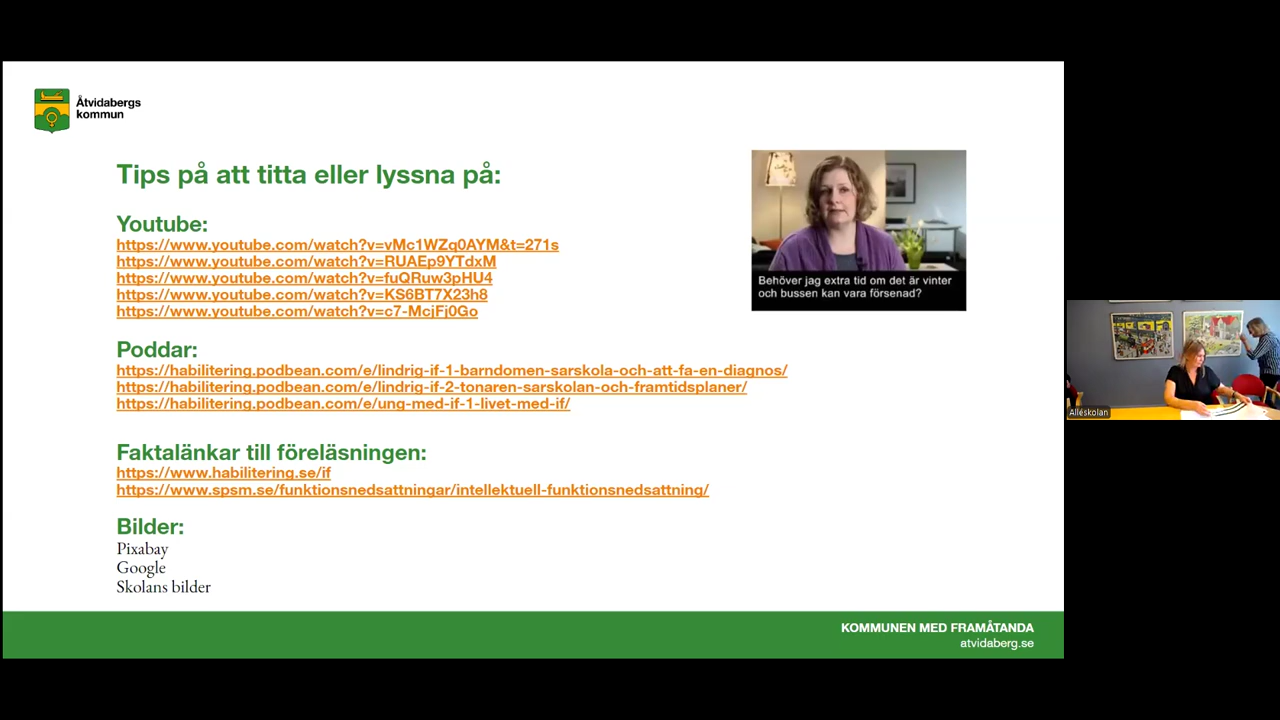 Åtvidabergs
kommun
Tips på att titta eller lyssna på:
Youtube:
https://www.youtube.com/watch?v=vMc1WZq0AYM&t=271s
https://www.youtube.com/watch?v=RUAEp9YTdxM
https://www.youtube.com/watch?v=fuQRuw3pHU4
https://www.youtube.com/watch?v=KS6BT7X23h8
https://www.youtube.com/watch?v=c7-McjFj0Go
Behöver jag extra tid om det är vinter
och bussen kan vara försenad?
Poddar:
https://habilitering.podbean.com/e/lindrig-if-1-barndomen-sarskola-och-att-fa-en-diagnos/
https://habilitering.podbean.com/e/lindrig-if-2-tonaren-sarskolan-och-framtidsplaner/
https://habilitering.podbean.com/e/ung-med-if-1-livet-med-if/
Alléskolan
Faktalänkar till föreläsningen:
https://www.habilitering.se/if
https://www.spsm.se/funktionsnedsattningar/intellektuell-funktionsnedsattning/
Bilder:
Pixabay
Google
Skolans bilder
KOMMUNEN MED FRAMÅTANDA
atvidaberg.se